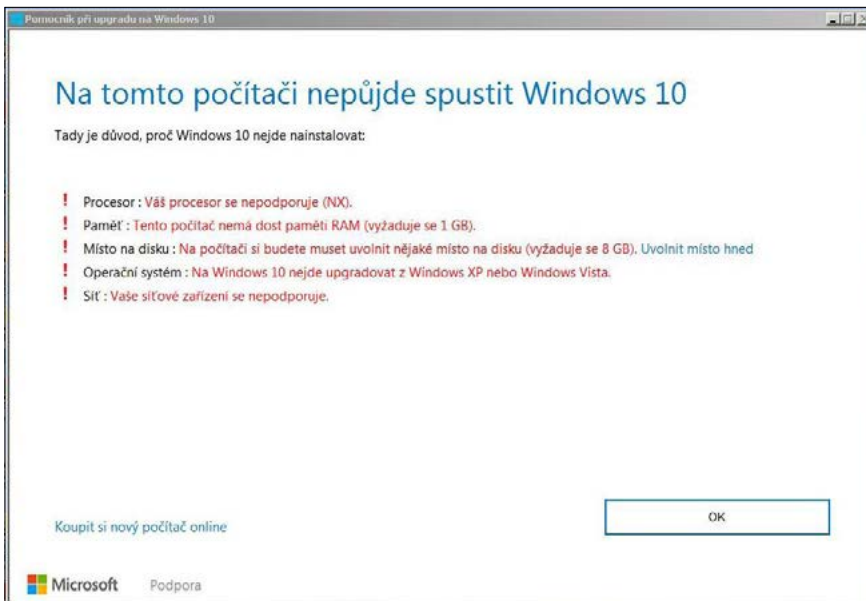 Pomocník při upgradu na Windows 10
Na tomto počítači nepůjde spustit Windows 10
Tady je důvod, proč Windows 10 nejde nainstalovat:
! Procesor : Váš procesor se nepodporuje (NX).
! Paměť : Tento počítač nemá dost paměti RAM (vyžaduje se 1 GB).
! Místo na disku : Na počítači si budete muset uvolnit nějaké místo na disku (vyžaduje se 8 GB). Uvolnit místo hned
! Operační systém : Na Windows 10 nejde upgradovat z Windows XP nebo Windows Vista.
! Síť : Vaše síťové zařízení se nepodporuje.
OK
Koupit si nový počítač online
Microsoft Podpora